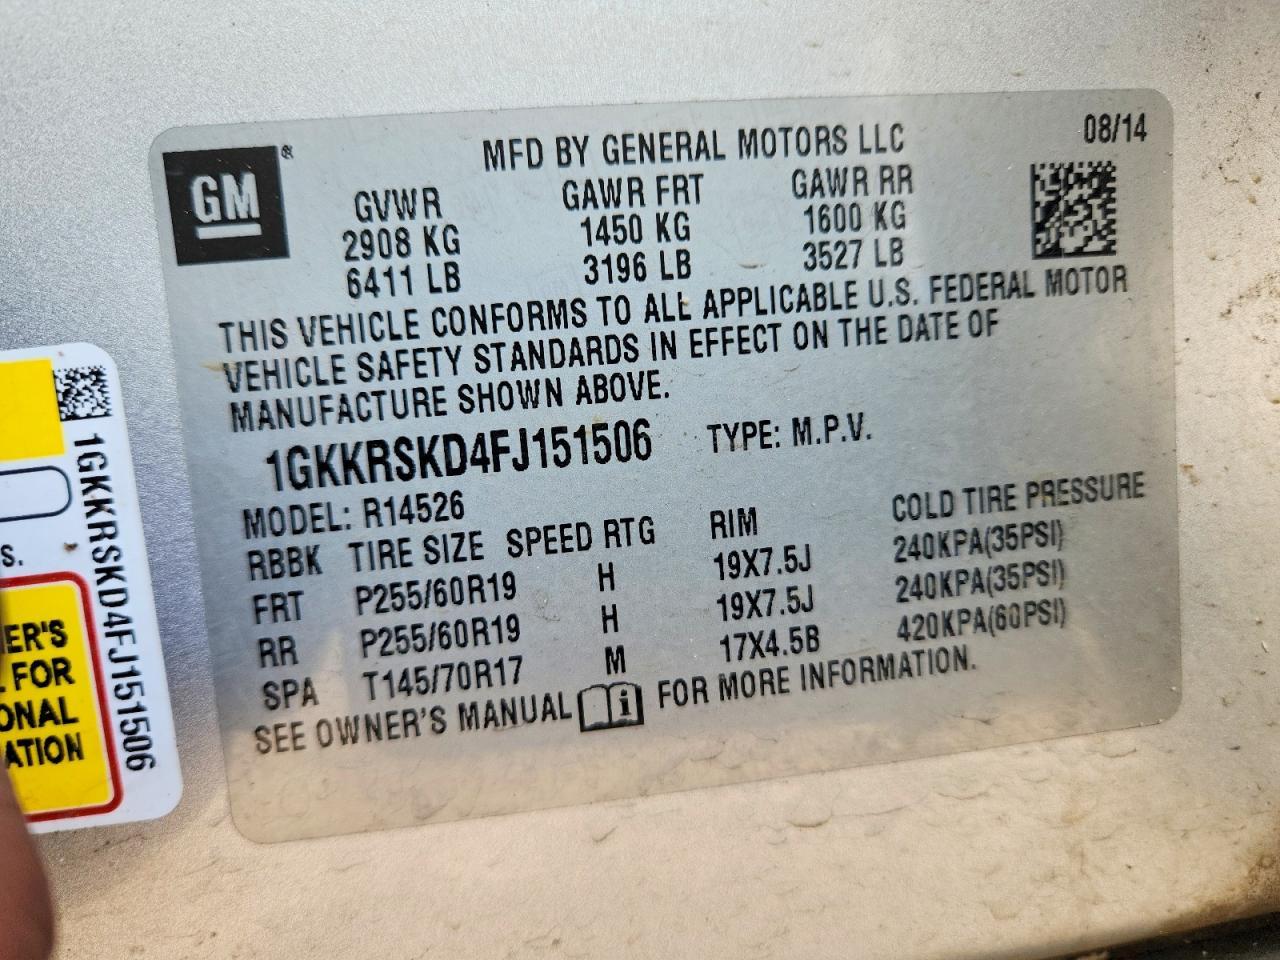 GM ®
MFD BY GENERAL MOTORS LLC
08/14
GVWR GAWR FRT GAWR RR
2908 KG 1450 KG 1600 KG
6411 LB 3196 LB 3527 LB
THIS VEHICLE CONFORMS TO ALL APPLICABLE U.S. FEDERAL MOTOR
VEHICLE SAFETY STANDARDS IN EFFECT ON THE DATE OF
MANUFACTURE SHOWN ABOVE.
1GKKRSKD4FJ151506 TYPE: M.P.V.
MODEL: R14526
RBBK TIRE SIZE SPEED RTG RIM COLD TIRE PRESSURE
FRT P255/60R19 H 19X7.5J 240KPA(35PSI)
RR P255/60R19 H 19X7.5J 240KPA(35PSI)
SPA T145/70R17 M 17X4.5B 420KPA(60PSI)
SEE OWNER'S MANUAL i FOR MORE INFORMATION.
1GKKRSKD4FJ151506
S.
ER'S
FOR
ONAL
ATION